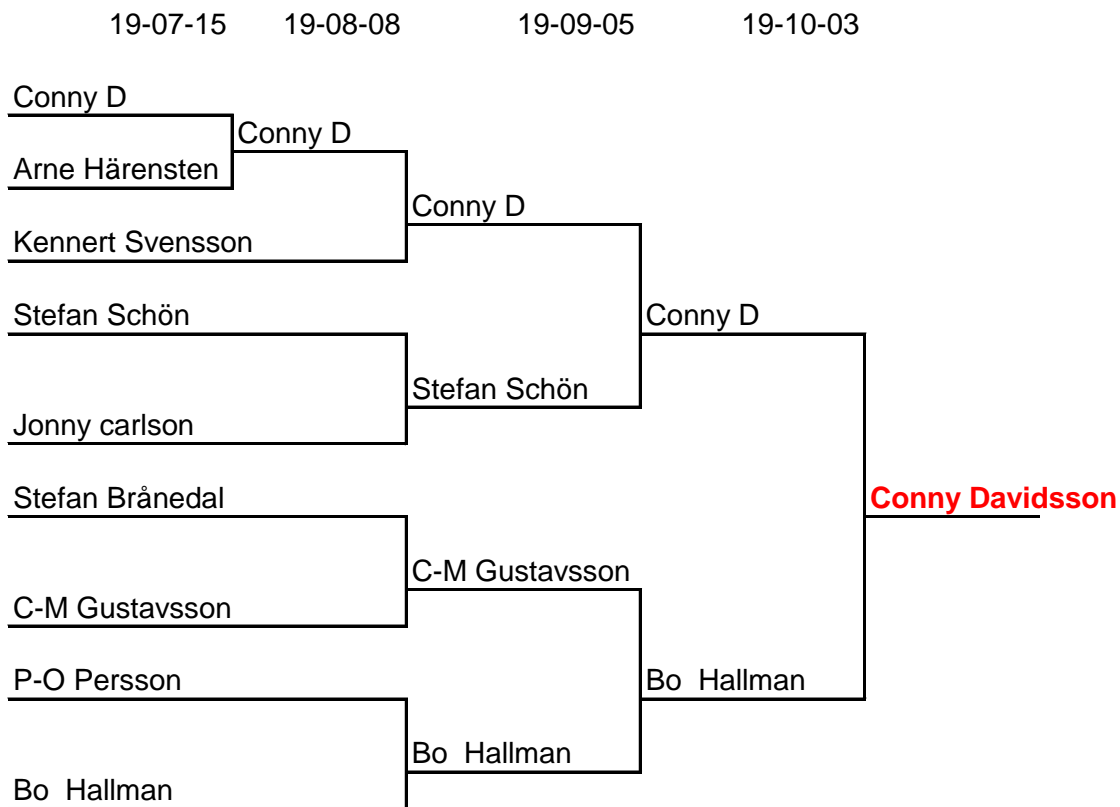 19-07-15 19-08-08 19-09-05 19-10-03
Conny D
Conny D
Arne Härensten
Conny D
Kennert Svensson
Stefan Schön
Conny D
Stefan Schön
Jonny carlson
Stefan Brånedal
Conny Davidsson
C-M Gustavsson
C-M Gustavsson
P-O Persson
Bo  Hallman
Bo  Hallman
Bo  Hallman